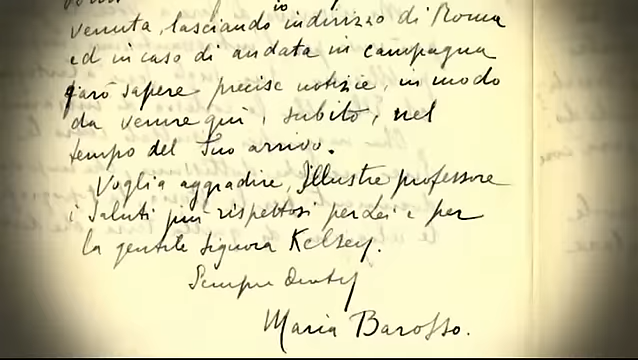 venuta, lasciando io indirizzo di Roma
ed in caso di andata in campagna
farò sapere precise notizie, in modo
da venire qui, subito, nel
tempo del Suo arrivo.
Voglia aggradire, Illustre professore
i saluti più rispettosi per Lei e per
la gentile signora Kelsey.
Sempre
Maria Barosso.